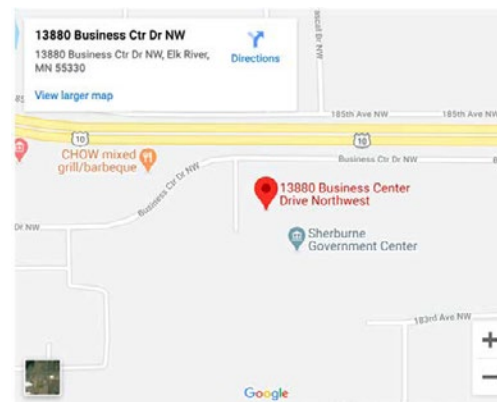 13880 Business Ctr Dr NW
13880 Business Ctr Dr NW, Elk River,
MN 55330
Directions
View larger map
185th Ave NW
185th Ave NW
10
10
CHOW mixed
grill/barbeque
Business Ctr Dr NW
Business Ctr Dr NW
13880 Business Center
Drive Northwest
Dr NW
Sherburne
Government Center
183rd Ave NW
+
−
Google